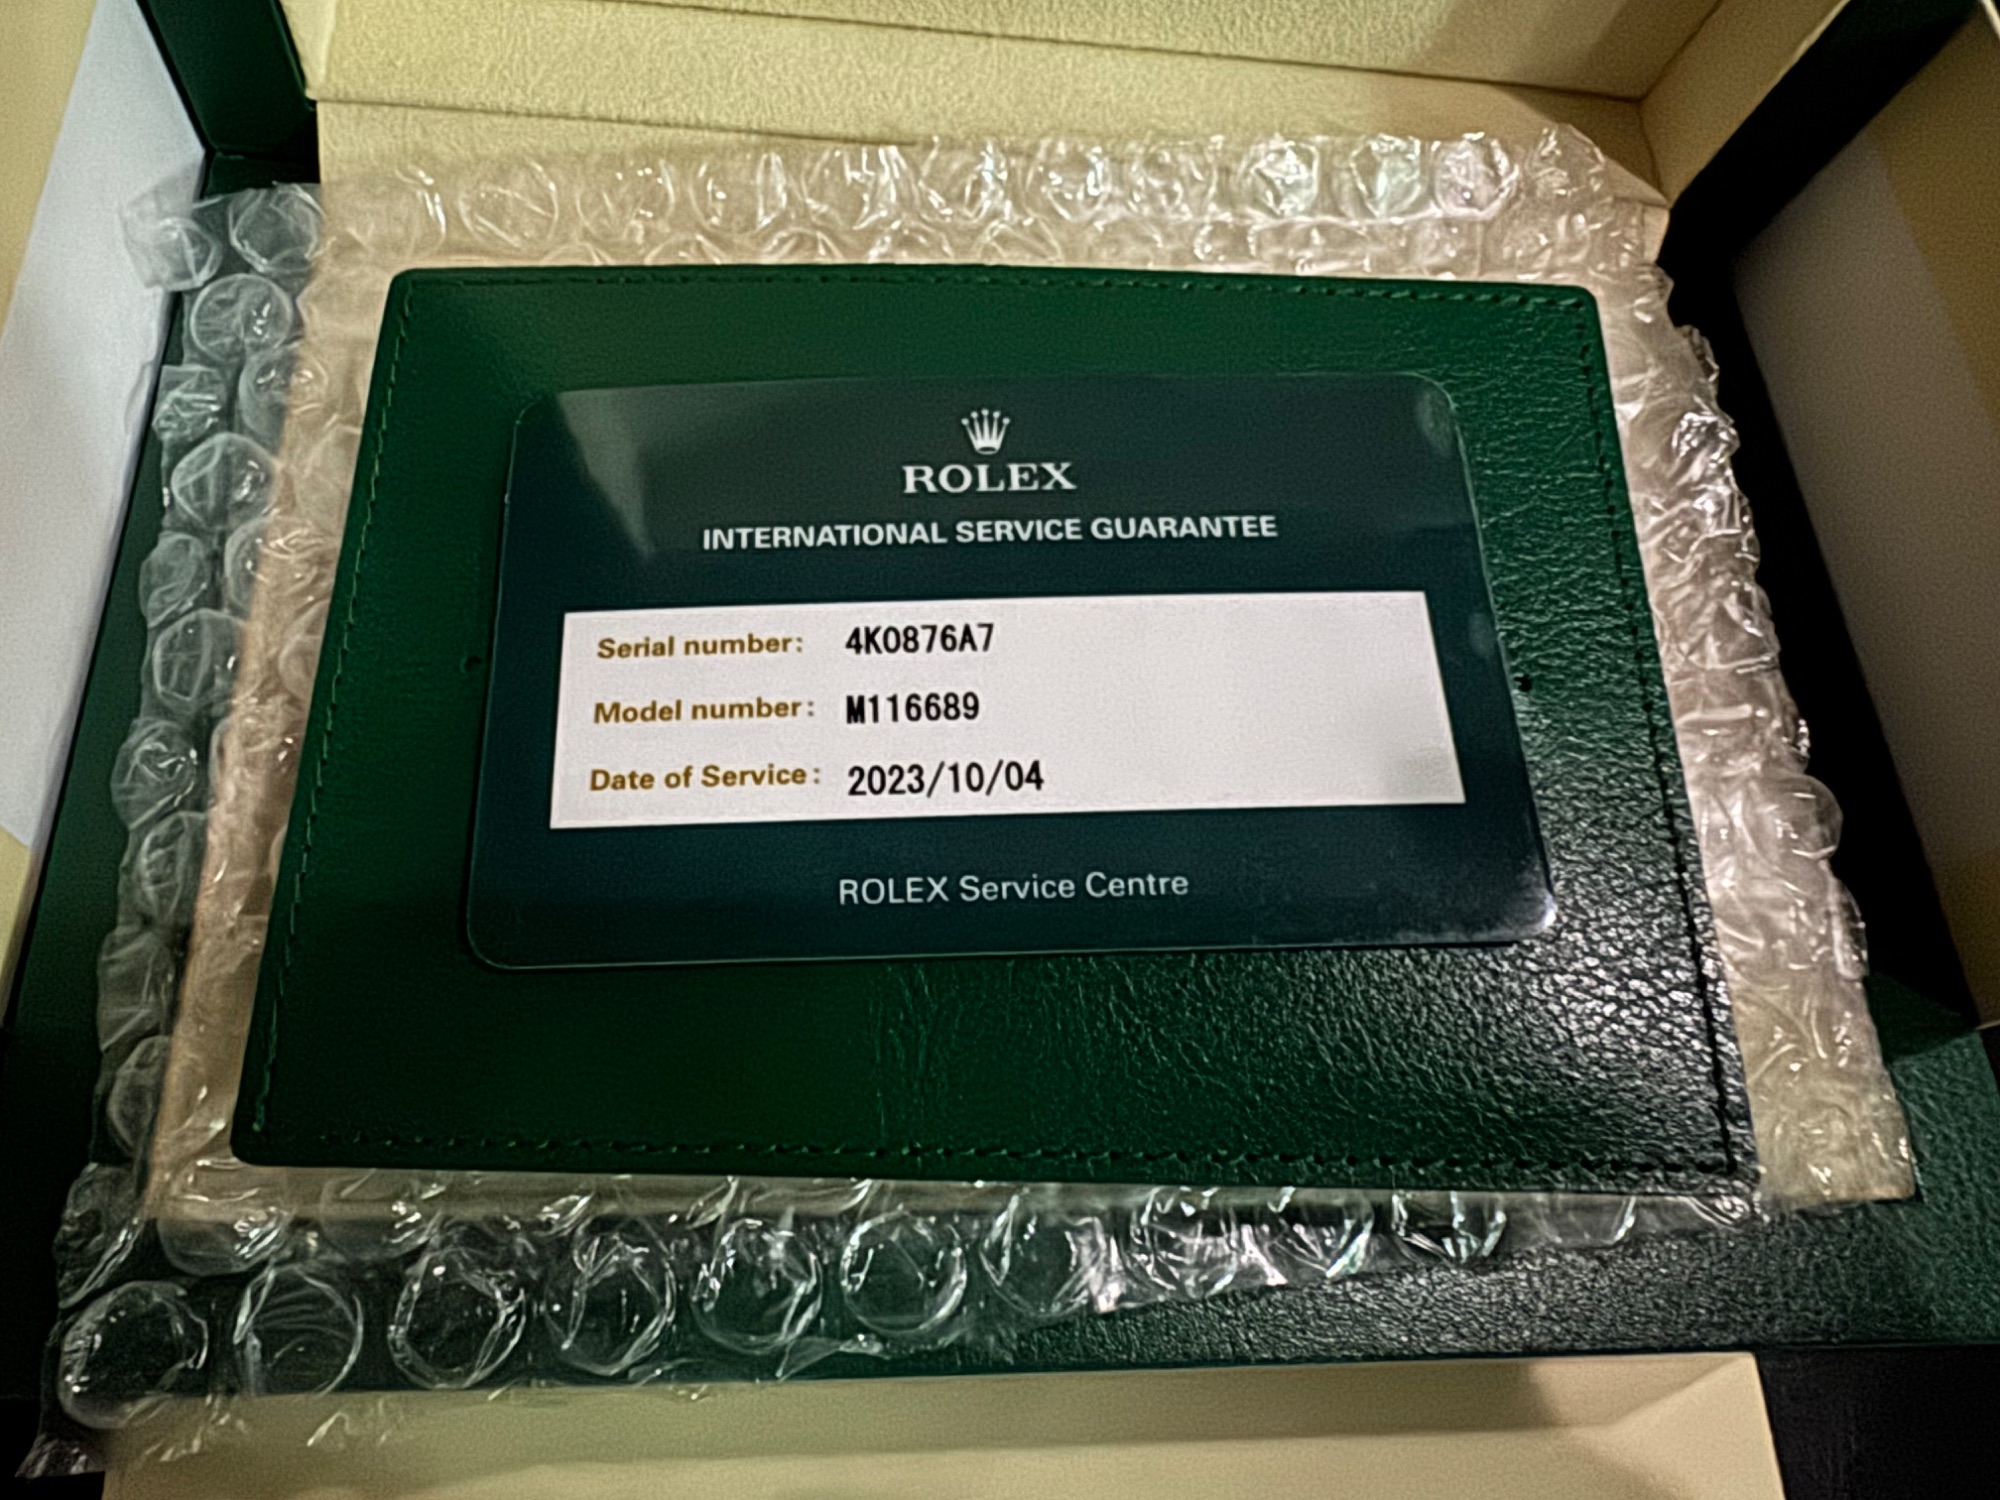 ROLEX
INTERNATIONAL SERVICE GUARANTEE
Serial number: 4K0876A7
Model number: M116689
Date of Service: 2023/10/04
ROLEX Service Centre